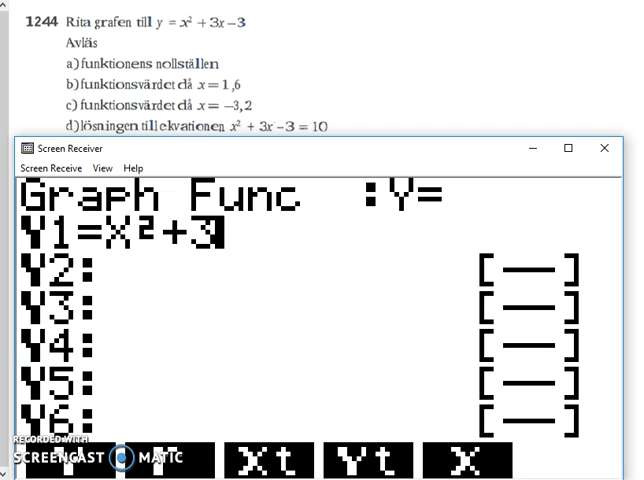 1244 Rita grafen till y = x² + 3x – 3
Avläs
a) funktionens nollställen
b) funktionsvärdet då x = 1,6
c) funktionsvärdet då x = –3,2
d) lösningen till ekvationen x² + 3x – 3 = 10
Screen Receiver
Screen Receive View Help
Graph Func :Y=
Y1=X²+3
Y2: [—]
Y3: [—]
Y4: [—]
Y5: [—]
Y6: [—]
Y r Xt Yt X
RECORDED WITH
SCREENCAST MATIC